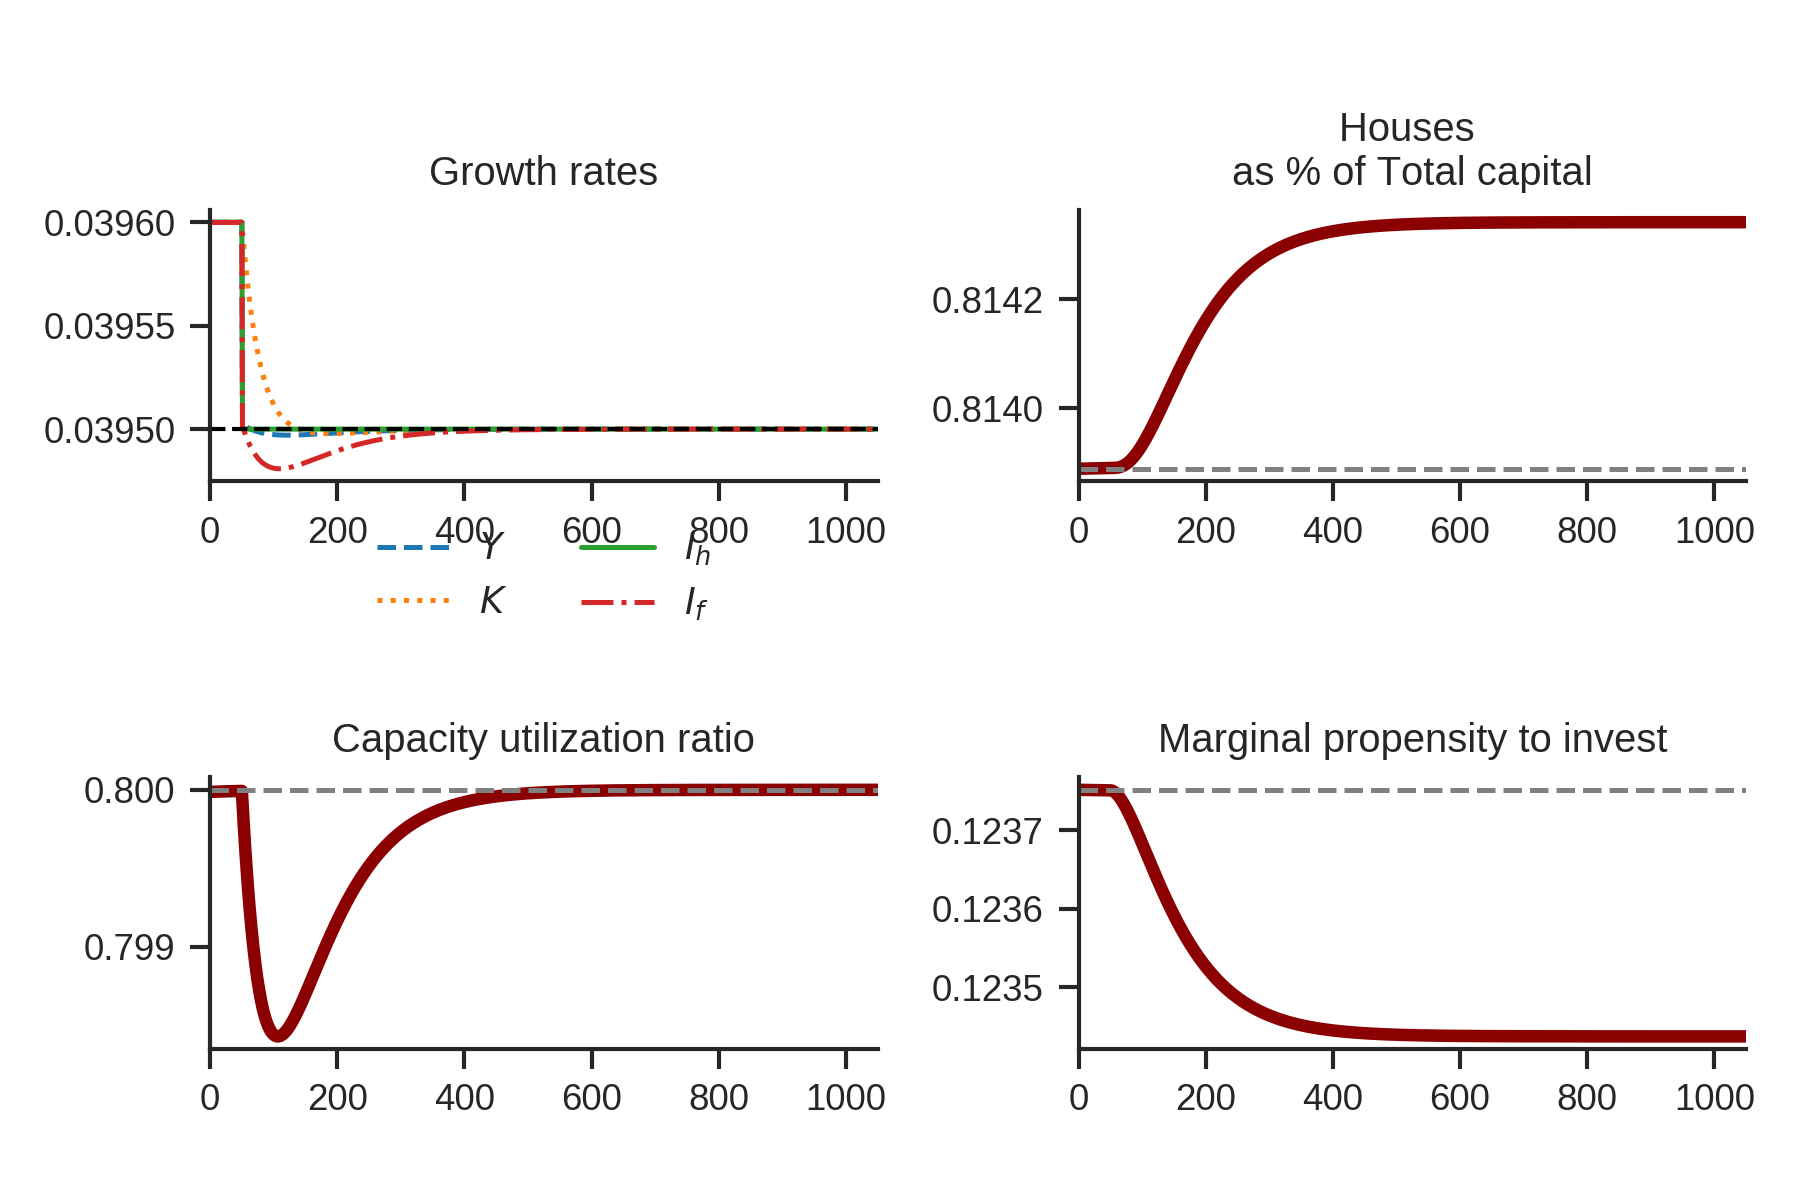 Growth rates
0.03960
0.03955
0.03950
0 200 400 600 800 1000
Y I_h
K I_f
Houses
as % of Total capital
0.8142
0.8140
0 200 400 600 800 1000
Capacity utilization ratio
0.800
0.799
0 200 400 600 800 1000
Marginal propensity to invest
0.1237
0.1236
0.1235
0 200 400 600 800 1000